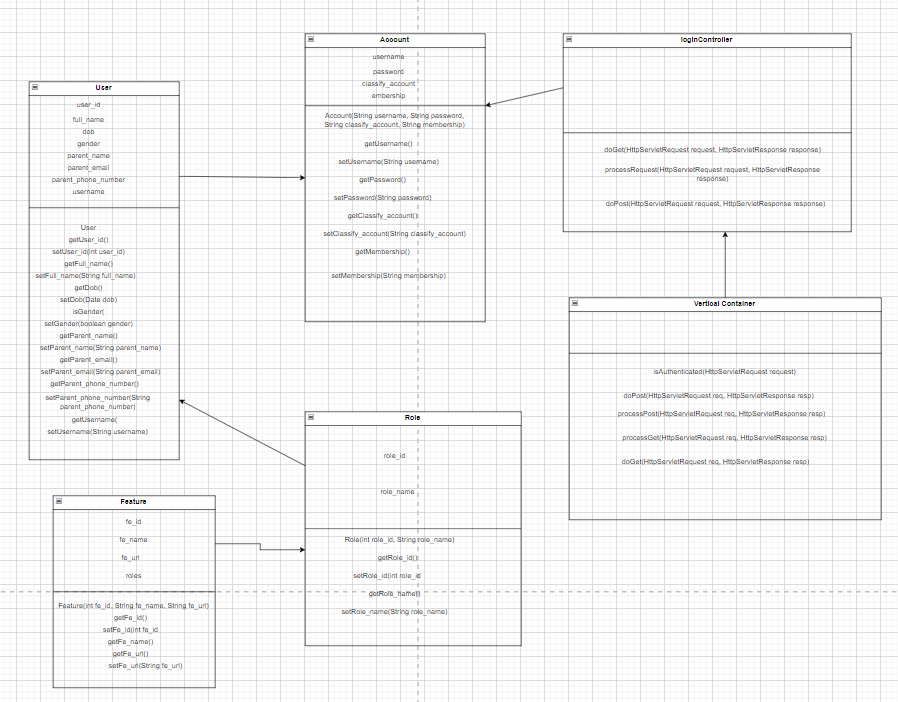 User
user_id
full_name
dob
gender
parent_name
parent_email
parent_phone_number
username
User
getUser_id()
setUser_id(int user_id)
getFull_name()
setFull_name(String full_name)
getDob()
setDob(Date dob)
isGender(
setGender(boolean gender)
getParent_name()
setParent_name(String parent_name)
getParent_email()
setParent_email(String parent_email)
getParent_phone_number()
setParent_phone_number(String
parent_phone_number)
getUsername(
setUsername(String username)
Account
username
password
classify_account
embership
Account(String username, String password,
String classify_account, String membership)
getUsername()
setUsername(String username)
getPassword()
setPassword(String password)
getClassify_account()
setClassify_account(String classify_account)
getMembership()
setMembership(String membership)
loginController
doGet(HttpServletRequest request, HttpServletResponse response)
processRequest(HttpServletRequest request, HttpServletResponse
response)
doPost(HttpServletRequest request, HttpServletResponse response)
Vertical Container
isAuthenticated(HttpServletRequest request)
doPost(HttpServletRequest req, HttpServletResponse resp)
processPost(HttpServletRequest req, HttpServletResponse resp)
processGet(HttpServletRequest req, HttpServletResponse resp)
doGet(HttpServletRequest req, HttpServletResponse resp)
Feature
fe_id
fe_name
fe_url
roles
Feature(int fe_id, String fe_name, String fe_url)
getFe_id()
setFe_id(int fe_id
getFe_name()
getFe_url()
setFe_url(String fe_url)
Role
role_id
role_name
Role(int role_id, String role_name)
getRole_id()
setRole_id(int role_id
getRole_name()
setRole_name(String role_name)